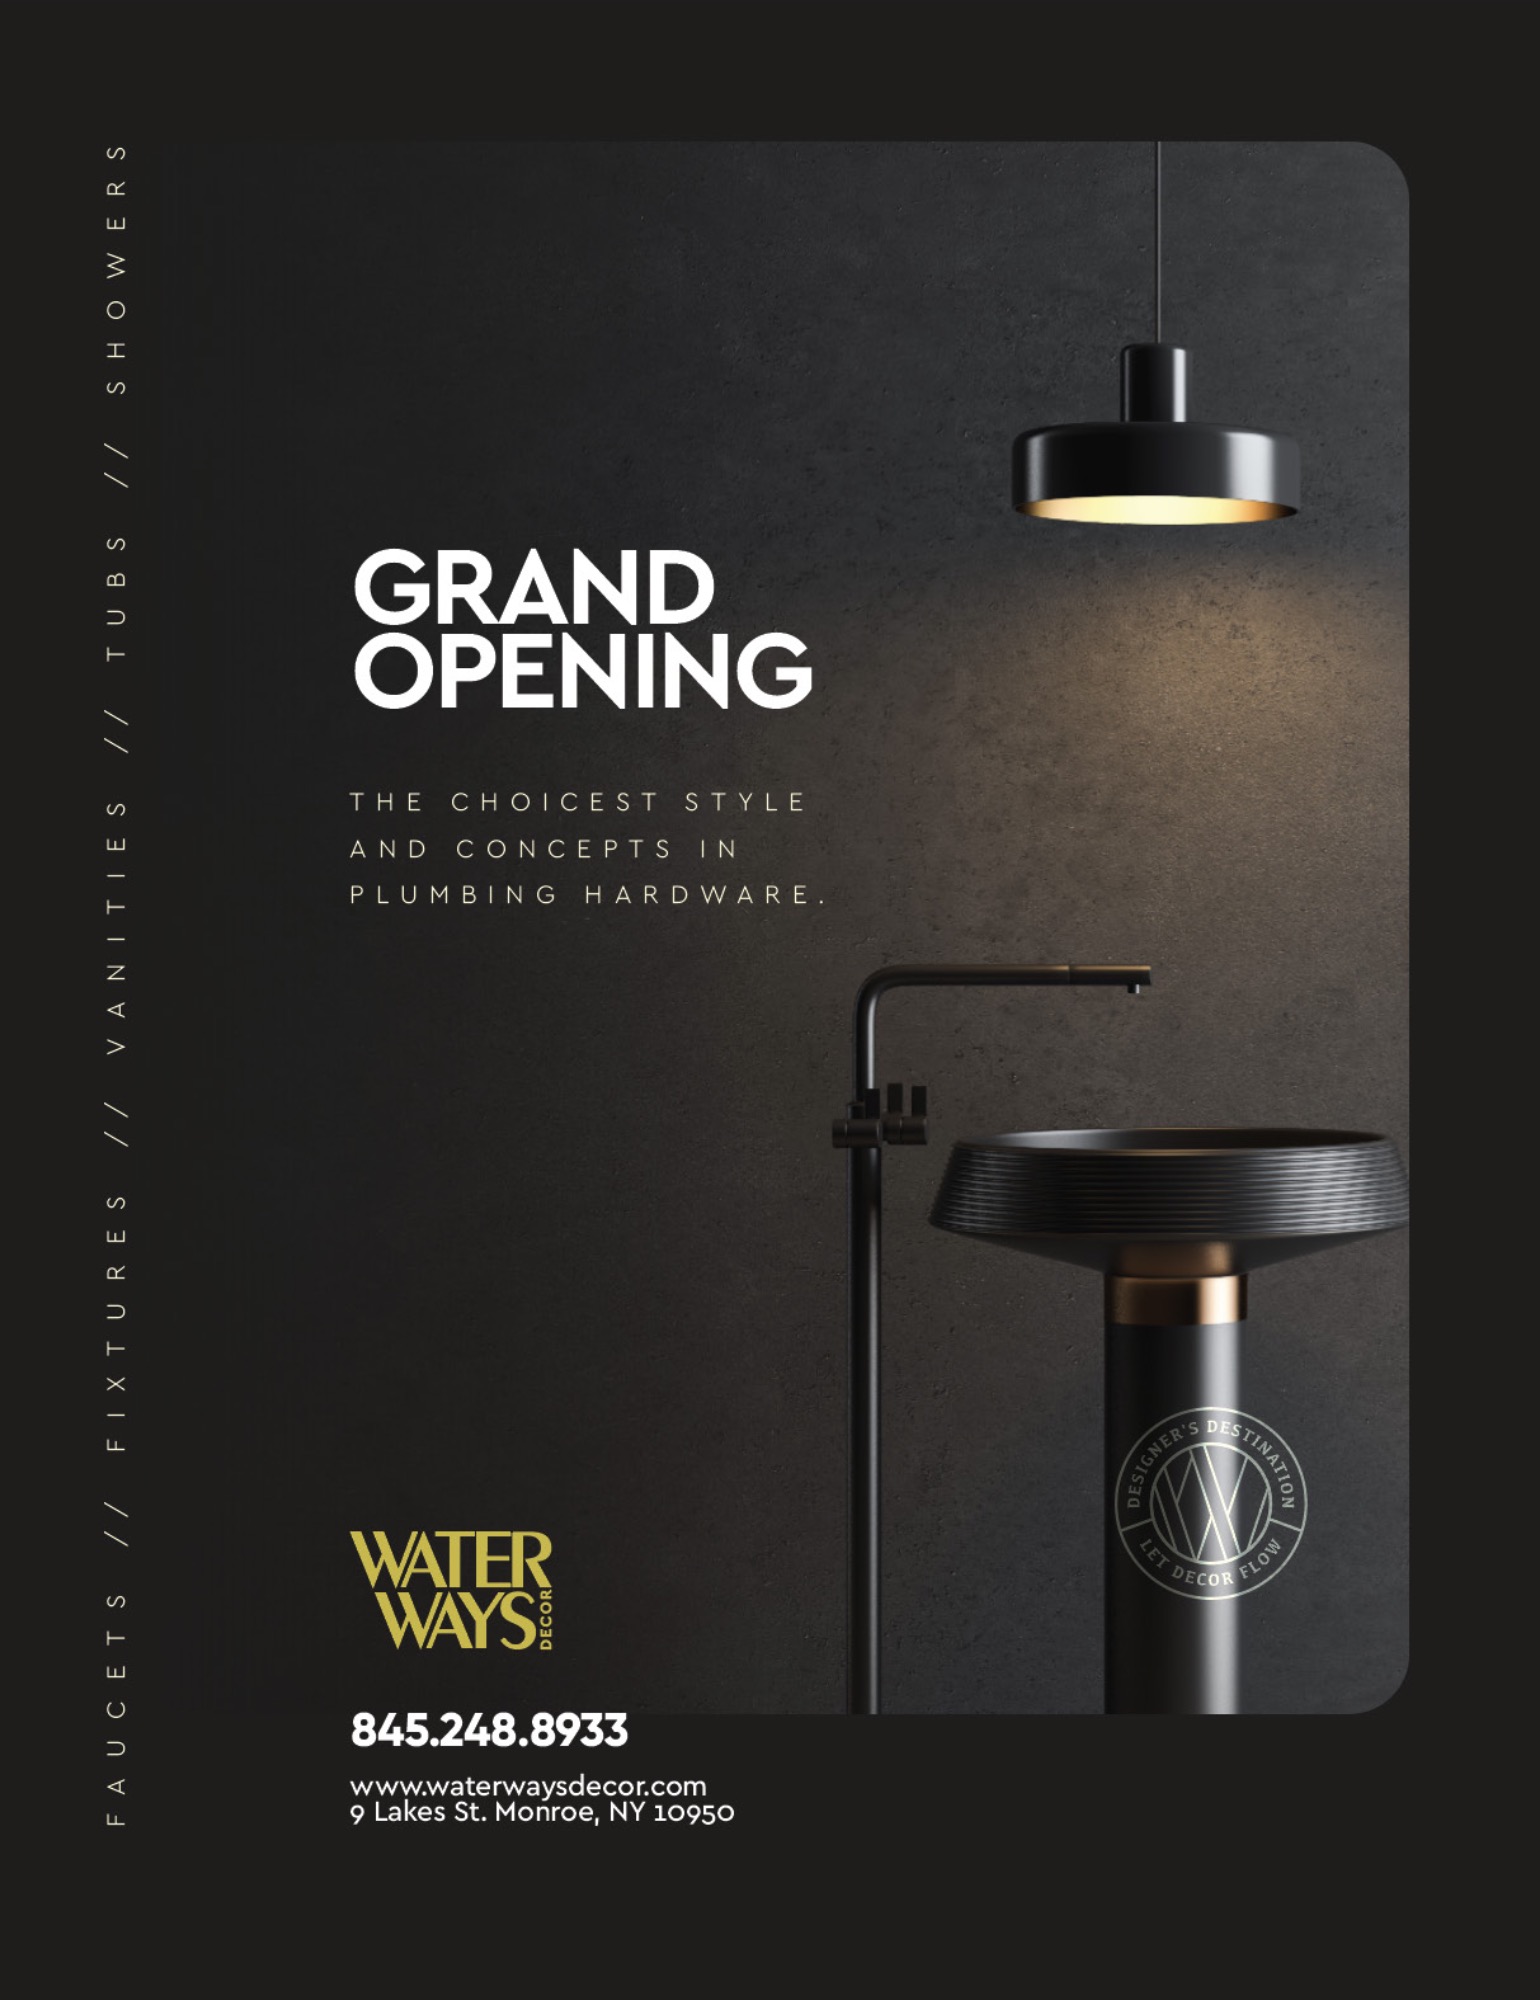 FAUCETS // FIXTURES // VANITIES // TUBS // SHOWERS
GRAND
OPENING
THE CHOICEST STYLE
AND CONCEPTS IN
PLUMBING HARDWARE.
DESIGNER'S DESTINATION
W
LET DECOR FLOW
WATER
WAYS
DECOR
845.248.8933
www.waterwaysdecor.com
9 Lakes St. Monroe, NY 10950